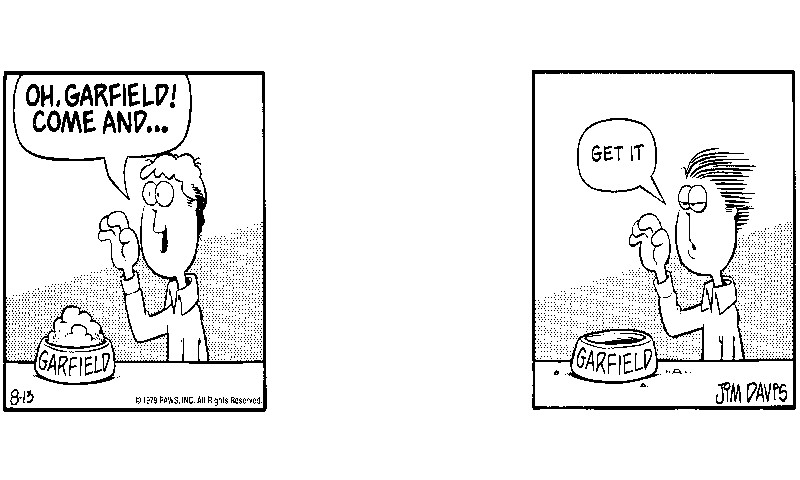 OH, GARFIELD!
COME AND...
GARFIELD
8-13
© 1979 PAWS, INC. All Rights Reserved.
GET IT
GARFIELD
JIM DAVIS